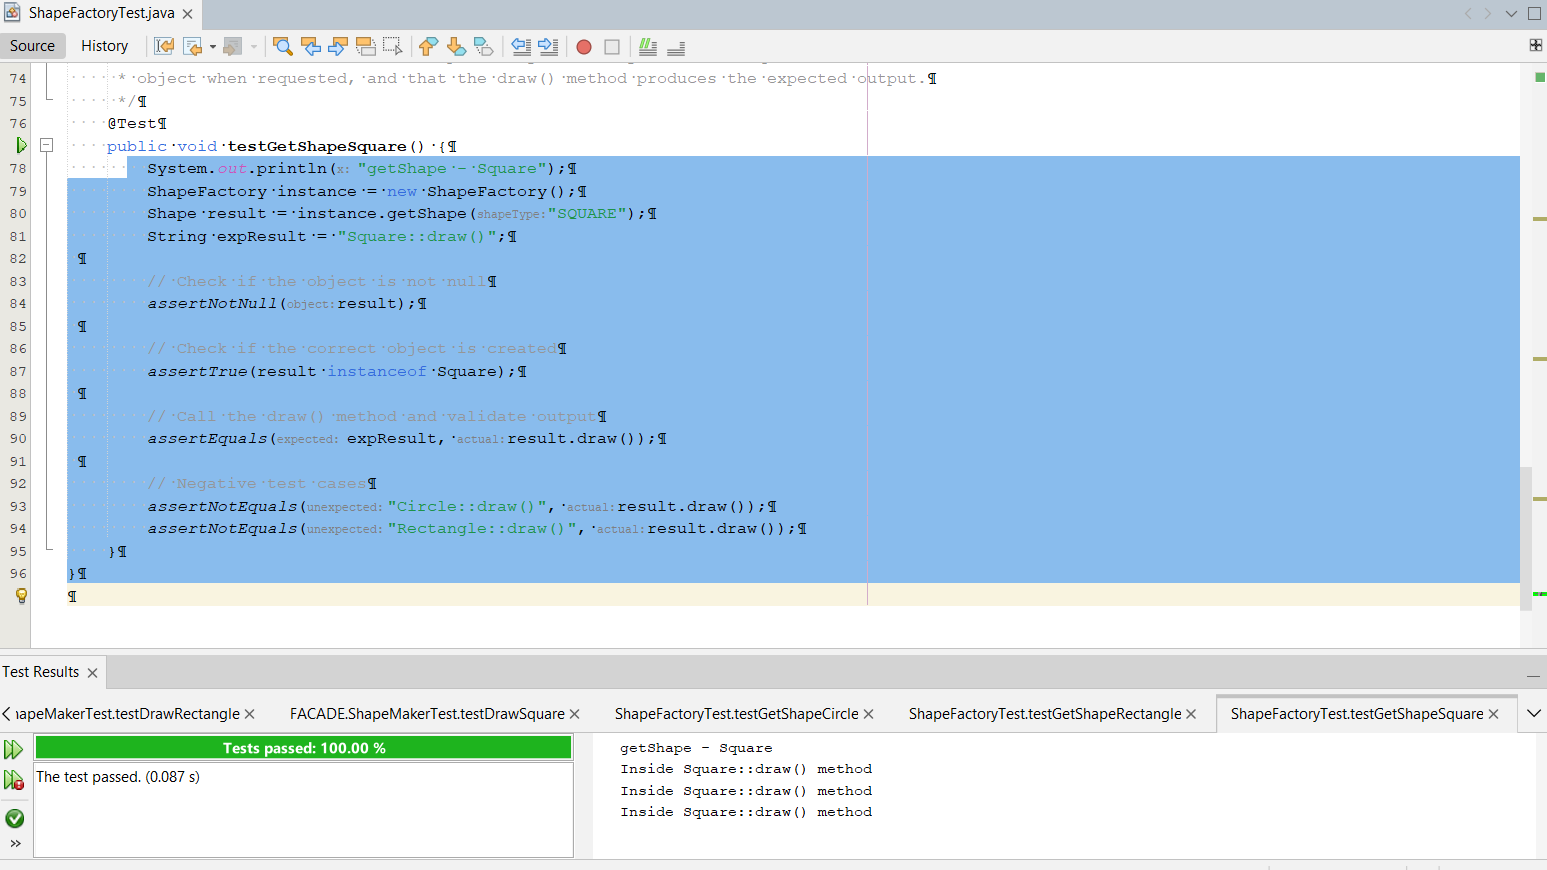 ShapeFactoryTest.java
Source History
74 * object when requested, and that the draw() method produces the expected output.¶
75 */¶
76 @Test¶
public void testGetShapeSquare() {¶
78 System.out.println(x: "getShape - Square");¶
79 ShapeFactory instance = new ShapeFactory();¶
80 Shape result = instance.getShape(shapeType: "SQUARE");¶
81 String expResult = "Square::draw()";¶
82 ¶
83 // Check if the object is not null¶
84 assertNotNull(object: result);¶
85 ¶
86 // Check if the correct object is created¶
87 assertTrue(result instanceof Square);¶
88 ¶
89 // Call the draw() method and validate output¶
90 assertEquals(expected: expResult, actual: result.draw());¶
91 ¶
92 // Negative test cases¶
93 assertNotEquals(unexpected: "Circle::draw()", actual: result.draw());¶
94 assertNotEquals(unexpected: "Rectangle::draw()", actual: result.draw());¶
95 }¶
96 }¶
¶
Test Results
apeMakerTest.testDrawRectangle FACADE.ShapeMakerTest.testDrawSquare ShapeFactoryTest.testGetShapeCircle ShapeFactoryTest.testGetShapeRectangle ShapeFactoryTest.testGetShapeSquare
Tests passed: 100.00 %
The test passed. (0.087 s)
getShape - Square
Inside Square::draw() method
Inside Square::draw() method
Inside Square::draw() method